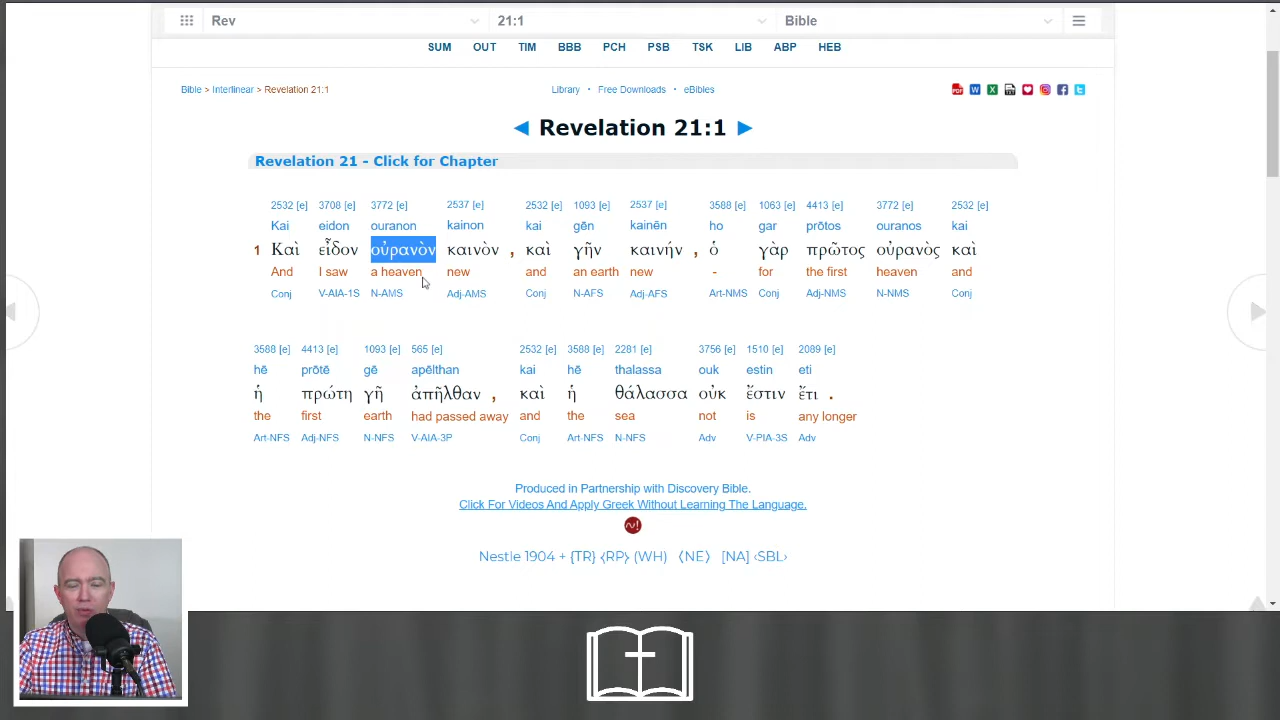 Rev 21:1 Bible
SUM OUT TIM BBB PCH PSB TSK LIB ABP HEB
Bible > Interlinear > Revelation 21:1 Library • Free Downloads • eBibles
◄ Revelation 21:1 ►
Revelation 21 - Click for Chapter
2532 [e] 3708 [e] 3772 [e] 2537 [e] 2532 [e] 1093 [e] 2537 [e] 3588 [e] 1063 [e] 4413 [e] 3772 [e] 2532 [e]
Kai eidon ouranon kainon kai gēn kainēn ho gar prōtos ouranos kai
1 Καὶ εἶδον οὐρανὸν καινὸν , καὶ γῆν καινήν , ὁ γὰρ πρῶτος οὐρανὸς καὶ
And I saw a heaven new and an earth new - for the first heaven and
Conj V-AIA-1S N-AMS Adj-AMS Conj N-AFS Adj-AFS Art-NMS Conj Adj-NMS N-NMS Conj
3588 [e] 4413 [e] 1093 [e] 565 [e] 2532 [e] 3588 [e] 2281 [e] 3756 [e] 1510 [e] 2089 [e]
hē prōtē gē apēlthan kai hē thalassa ouk estin eti
ἡ πρώτη γῆ ἀπῆλθαν , καὶ ἡ θάλασσα οὐκ ἔστιν ἔτι .
the first earth had passed away and the sea not is any longer
Art-NFS Adj-NFS N-NFS V-AIA-3P Conj Art-NFS N-NFS Adv V-PIA-3S Adv
Produced in Partnership with Discovery Bible.
Click For Videos And Apply Greek Without Learning The Language.
Nestle 1904 + {TR} ⧼RP⧽ (WH) 〈NE〉 [NA] ‹SBL›